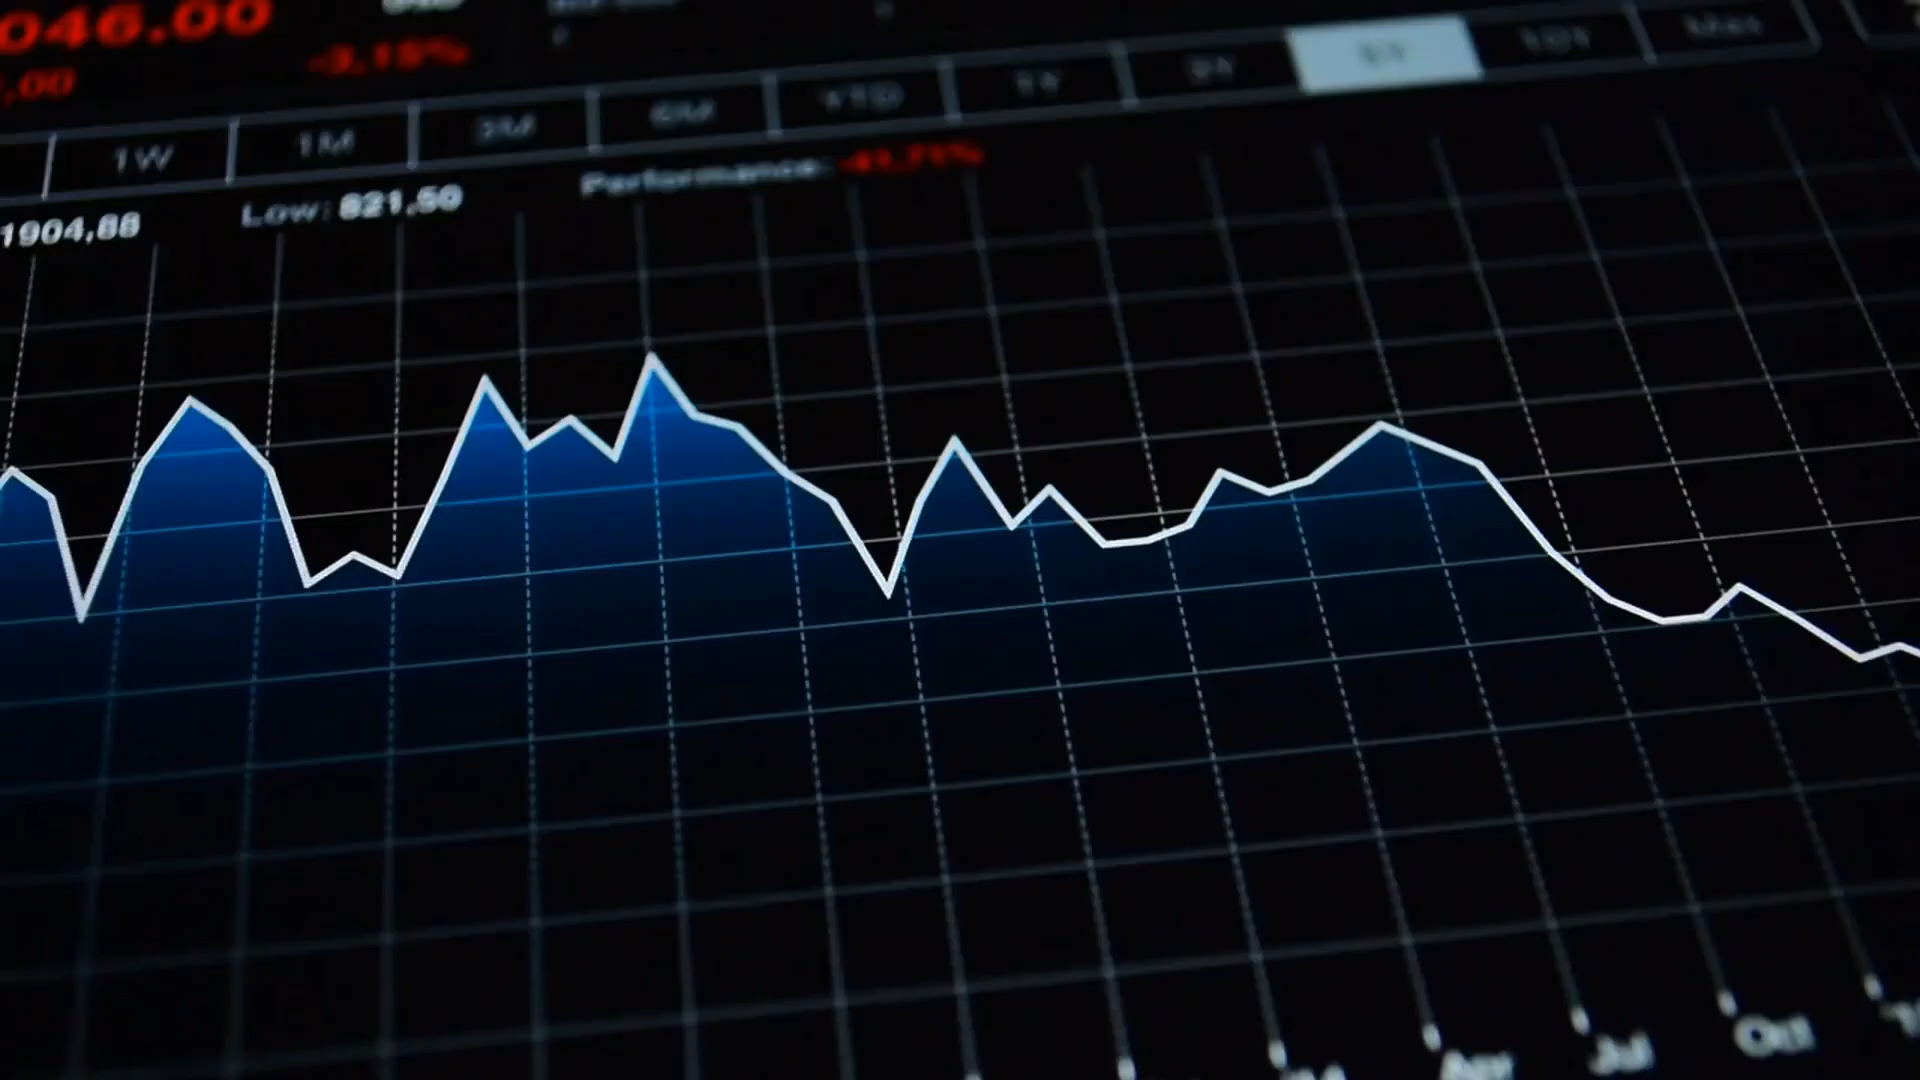 046.00
,00 -3,15%
1W 1M 3M 6M YTD 1Y 3Y 5Y 10Y Max
1904,88 Low: 821,50 Performance: -41,71%
Apr Jul Oct